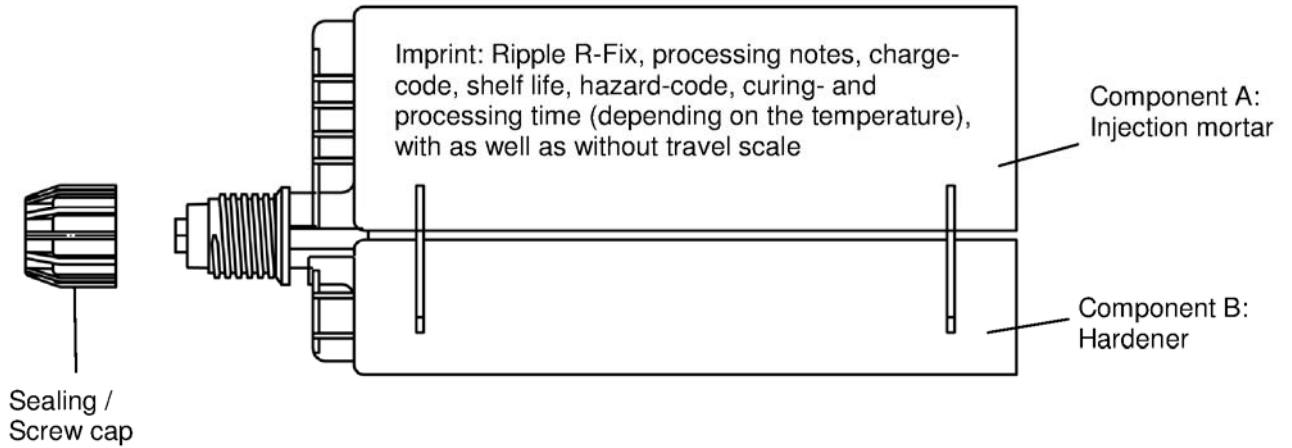 Imprint: Ripple R-Fix, processing notes, charge-
code, shelf life, hazard-code, curing- and
processing time (depending on the temperature),
with as well as without travel scale
Component A:
Injection mortar
Component B:
Hardener
Sealing /
Screw cap